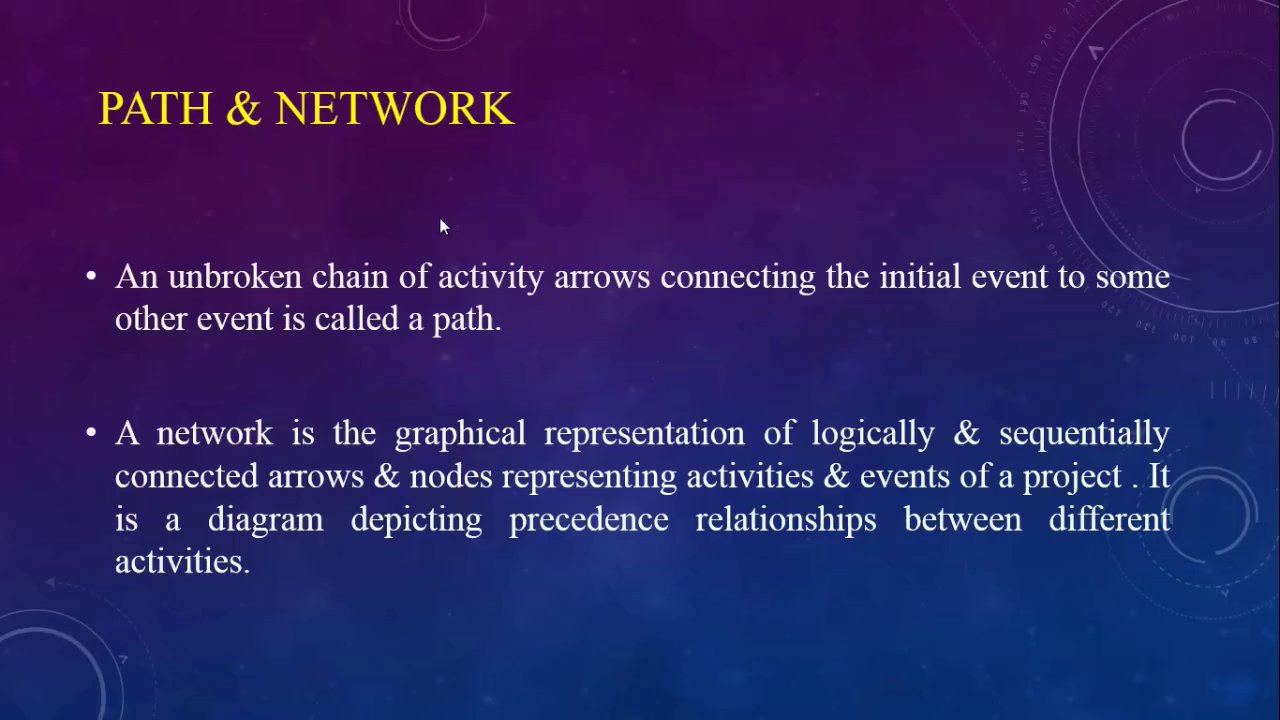 PATH & NETWORK
• An unbroken chain of activity arrows connecting the initial event to some
other event is called a path.
• A network is the graphical representation of logically & sequentially
connected arrows & nodes representing activities & events of a project . It
is a diagram depicting precedence relationships between different
activities.